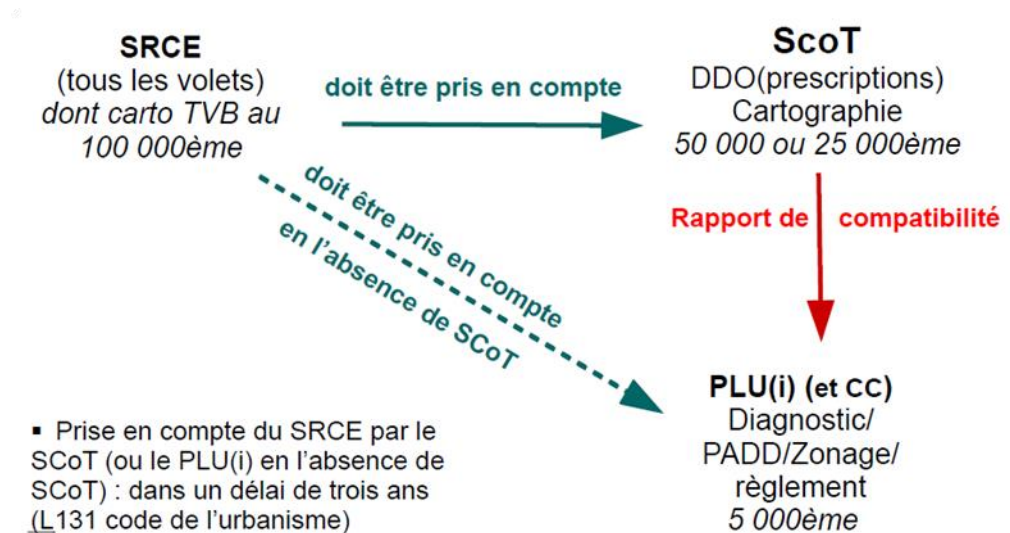 SRCE
(tous les volets)
dont carto TVB au
100 000ème
doit être pris en compte
ScoT
DDO(prescriptions)
Cartographie
50 000 ou 25 000ème
doit être pris en compte
en l'absence de SCoT
Rapport de compatibilité
PLU(i) (et CC)
Diagnostic/
PADD/Zonage/
règlement
5 000ème
▪ Prise en compte du SRCE par le
SCoT (ou le PLU(i) en l'absence de
SCoT) : dans un délai de trois ans
(L131 code de l'urbanisme)